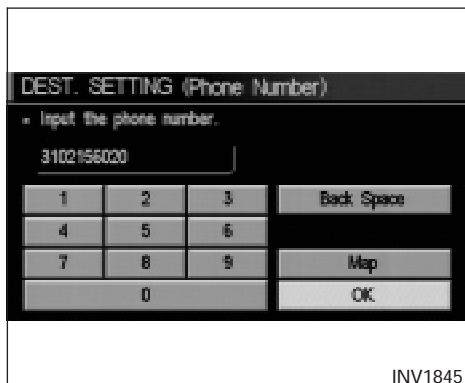 DEST. SETTING (Phone Number)
Input the phone number.
3102156020
1 2 3 Back Space
4 5 6
7 8 9 Map
0 OK
INV1845